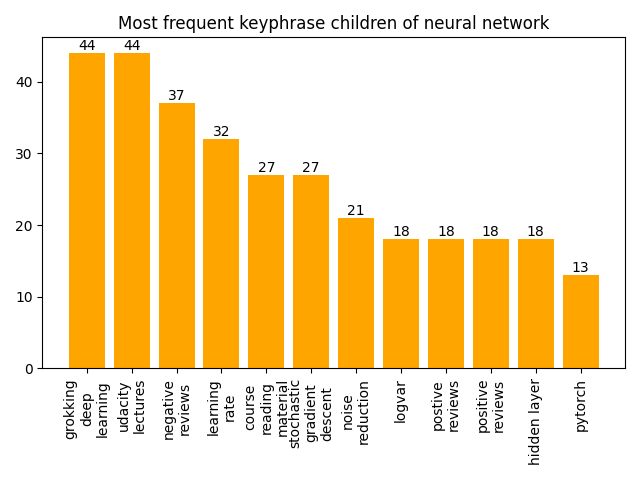 Most frequent keyphrase children of neural network
44
44
37
32
27
27
21
18
18
18
18
13
40
30
20
10
0
grokking
deep
learning
udacity
lectures
negative
reviews
learning
rate
course
reading
material
stochastic
gradient
descent
noise
reduction
logvar
postive
reviews
positive
reviews
hidden layer
pytorch